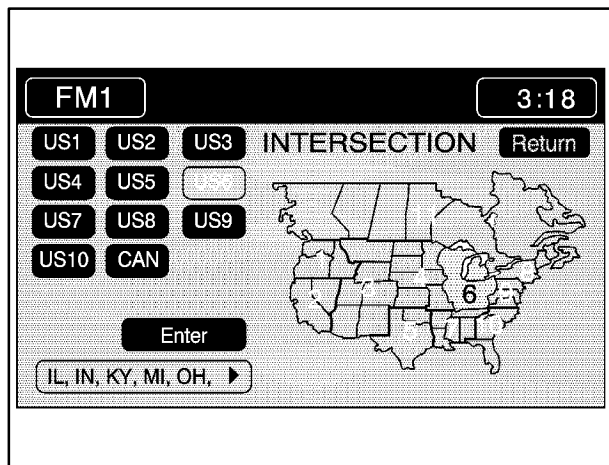 FM1 3:18
US1 US2 US3 INTERSECTION Return
US4 US5 US6
US7 US8 US9
US10 CAN
6
Enter
IL, IN, KY, MI, OH,